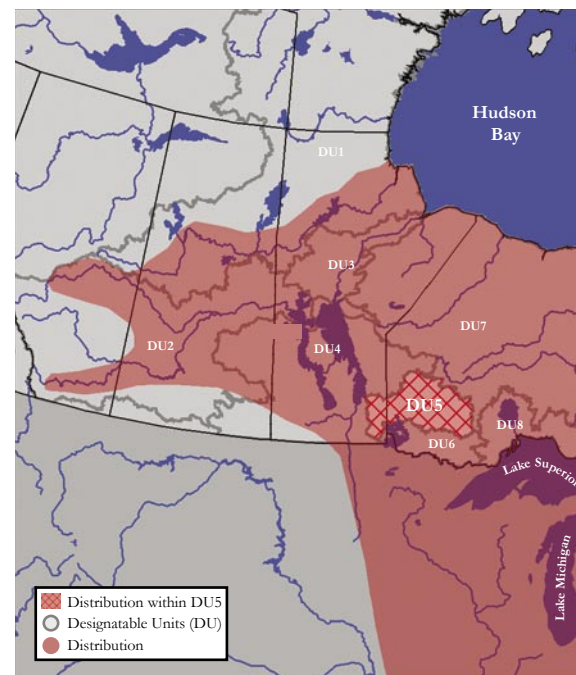 Hudson
Bay
DU1
DU3
DU7
DU2
DU4
DU5
DU8
DU6
Lake Superior
Lake Michigan
Distribution within DU5
Designatable Units (DU)
Distribution